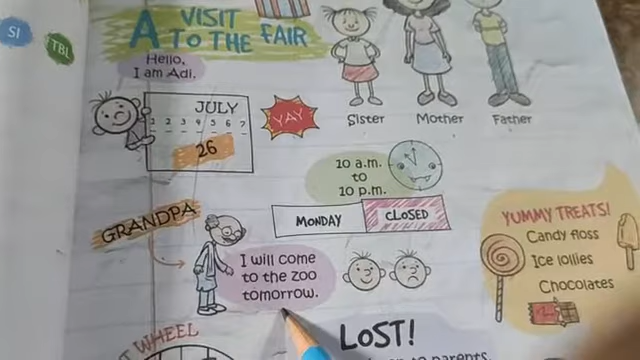 SI
TBL
A VISIT
TO THE FAIR
Hello,
I am Adi.
Sister
Mother
Father
JULY
1 2 3 4 5 6 7
26
YAY
10 a.m.
to
10 p.m.
MONDAY
CLOSED
GRANDPA
I will come
to the zoo
tomorrow.
YUMMY TREATS!
Candy floss
Ice lollies
Chocolates
WHEEL
LOST!
to parents.